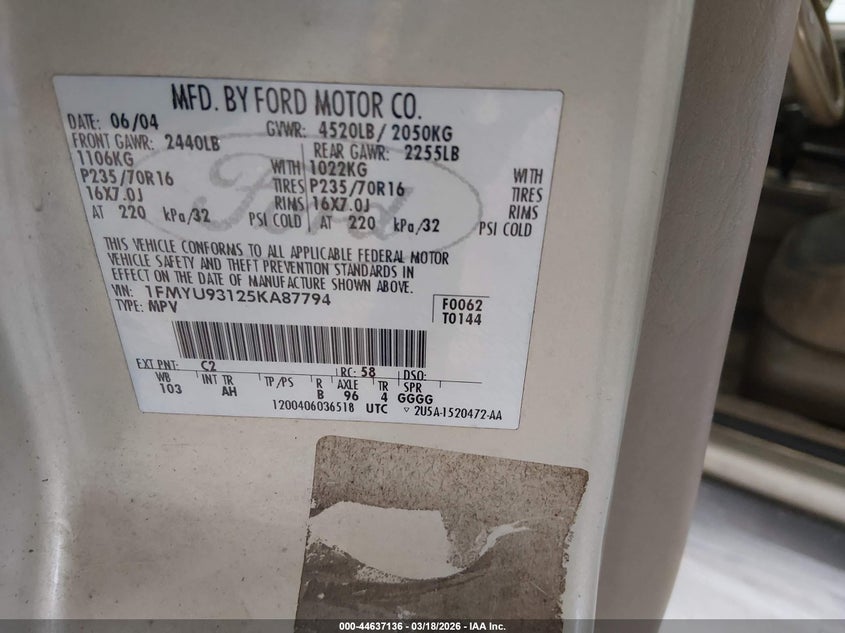 MFD. BY FORD MOTOR CO.
DATE: 06/04 GVWR: 4520LB/ 2050KG
FRONT GAWR: 2440LB REAR GAWR: 2255LB
1106KG WITH 1022KG WITH
P235/70R16 TIRES P235/70R16 TIRES
16X7.0J RIMS 16X7.0J RIMS
AT 220 kPa/32 PSI COLD AT 220 kPa/32 PSI COLD
Ford
THIS VEHICLE CONFORMS TO ALL APPLICABLE FEDERAL MOTOR
VEHICLE SAFETY AND THEFT PREVENTION STANDARDS IN
EFFECT ON THE DATE OF MANUFACTURE SHOWN ABOVE.
VIN: 1FMYU93125KA87794 F0062
TYPE: MPV T0144
EXT PNT: C2 RC: 58 DSO:
WB INT TR TP/PS R AXLE TR SPR
103 AH B 96 4 GGGG
1200406036518 UTC ▽ 2U5A-1520472-AA
000-44637136 - 03/18/2026 - IAA Inc.